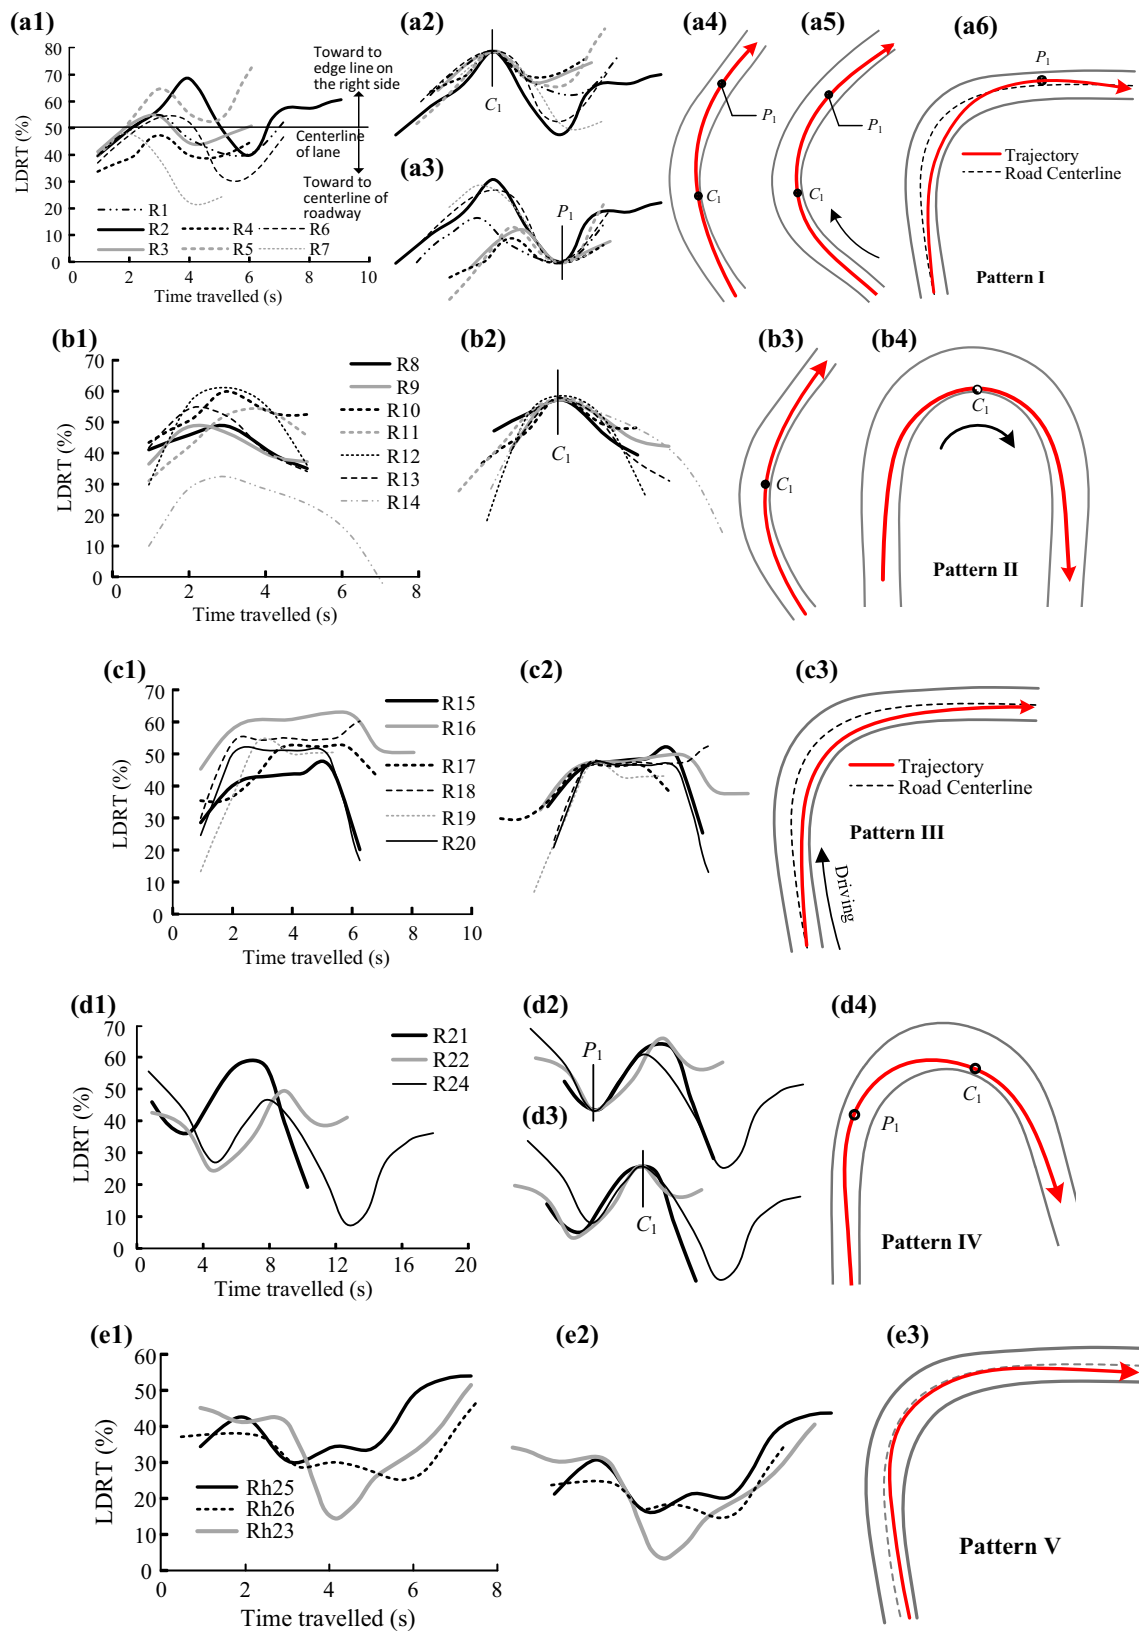 (a1)
(a2)
(a4)
(a5)
(a6)
80
70
60
50
40
30
20
10
0
LDRT (%)
Toward to
edge line on
the right side
Centerline
of lane
Toward to
centerline of
roadway
R1
R2
R4
R6
R3
R5
R7
0
2
4
6
8
10
Time travelled (s)
C1
(a3)
P1
P1
C1
P1
C1
P1
Trajectory
Road Centerline
Pattern I
(b1)
(b2)
(b3)
(b4)
70
60
50
40
30
20
10
0
LDRT (%)
R8
R9
R10
R11
R12
R13
R14
0
2
4
6
8
Time travelled (s)
C1
C1
C1
Pattern II
(c1)
(c2)
(c3)
70
60
50
40
30
20
10
0
LDRT (%)
R15
R16
R17
R18
R19
R20
0
2
4
6
8
10
Time travelled (s)
Trajectory
Road Centerline
Pattern III
Driving
(d1)
(d2)
(d4)
70
60
50
40
30
20
10
0
LDRT (%)
R21
R22
R24
0
4
8
12
16
20
Time travelled (s)
P1
(d3)
C1
P1
C1
Pattern IV
(e1)
(e2)
(e3)
60
50
40
30
20
10
0
LDRT (%)
Rh25
Rh26
Rh23
0
2
4
6
8
Time travelled (s)
Pattern V